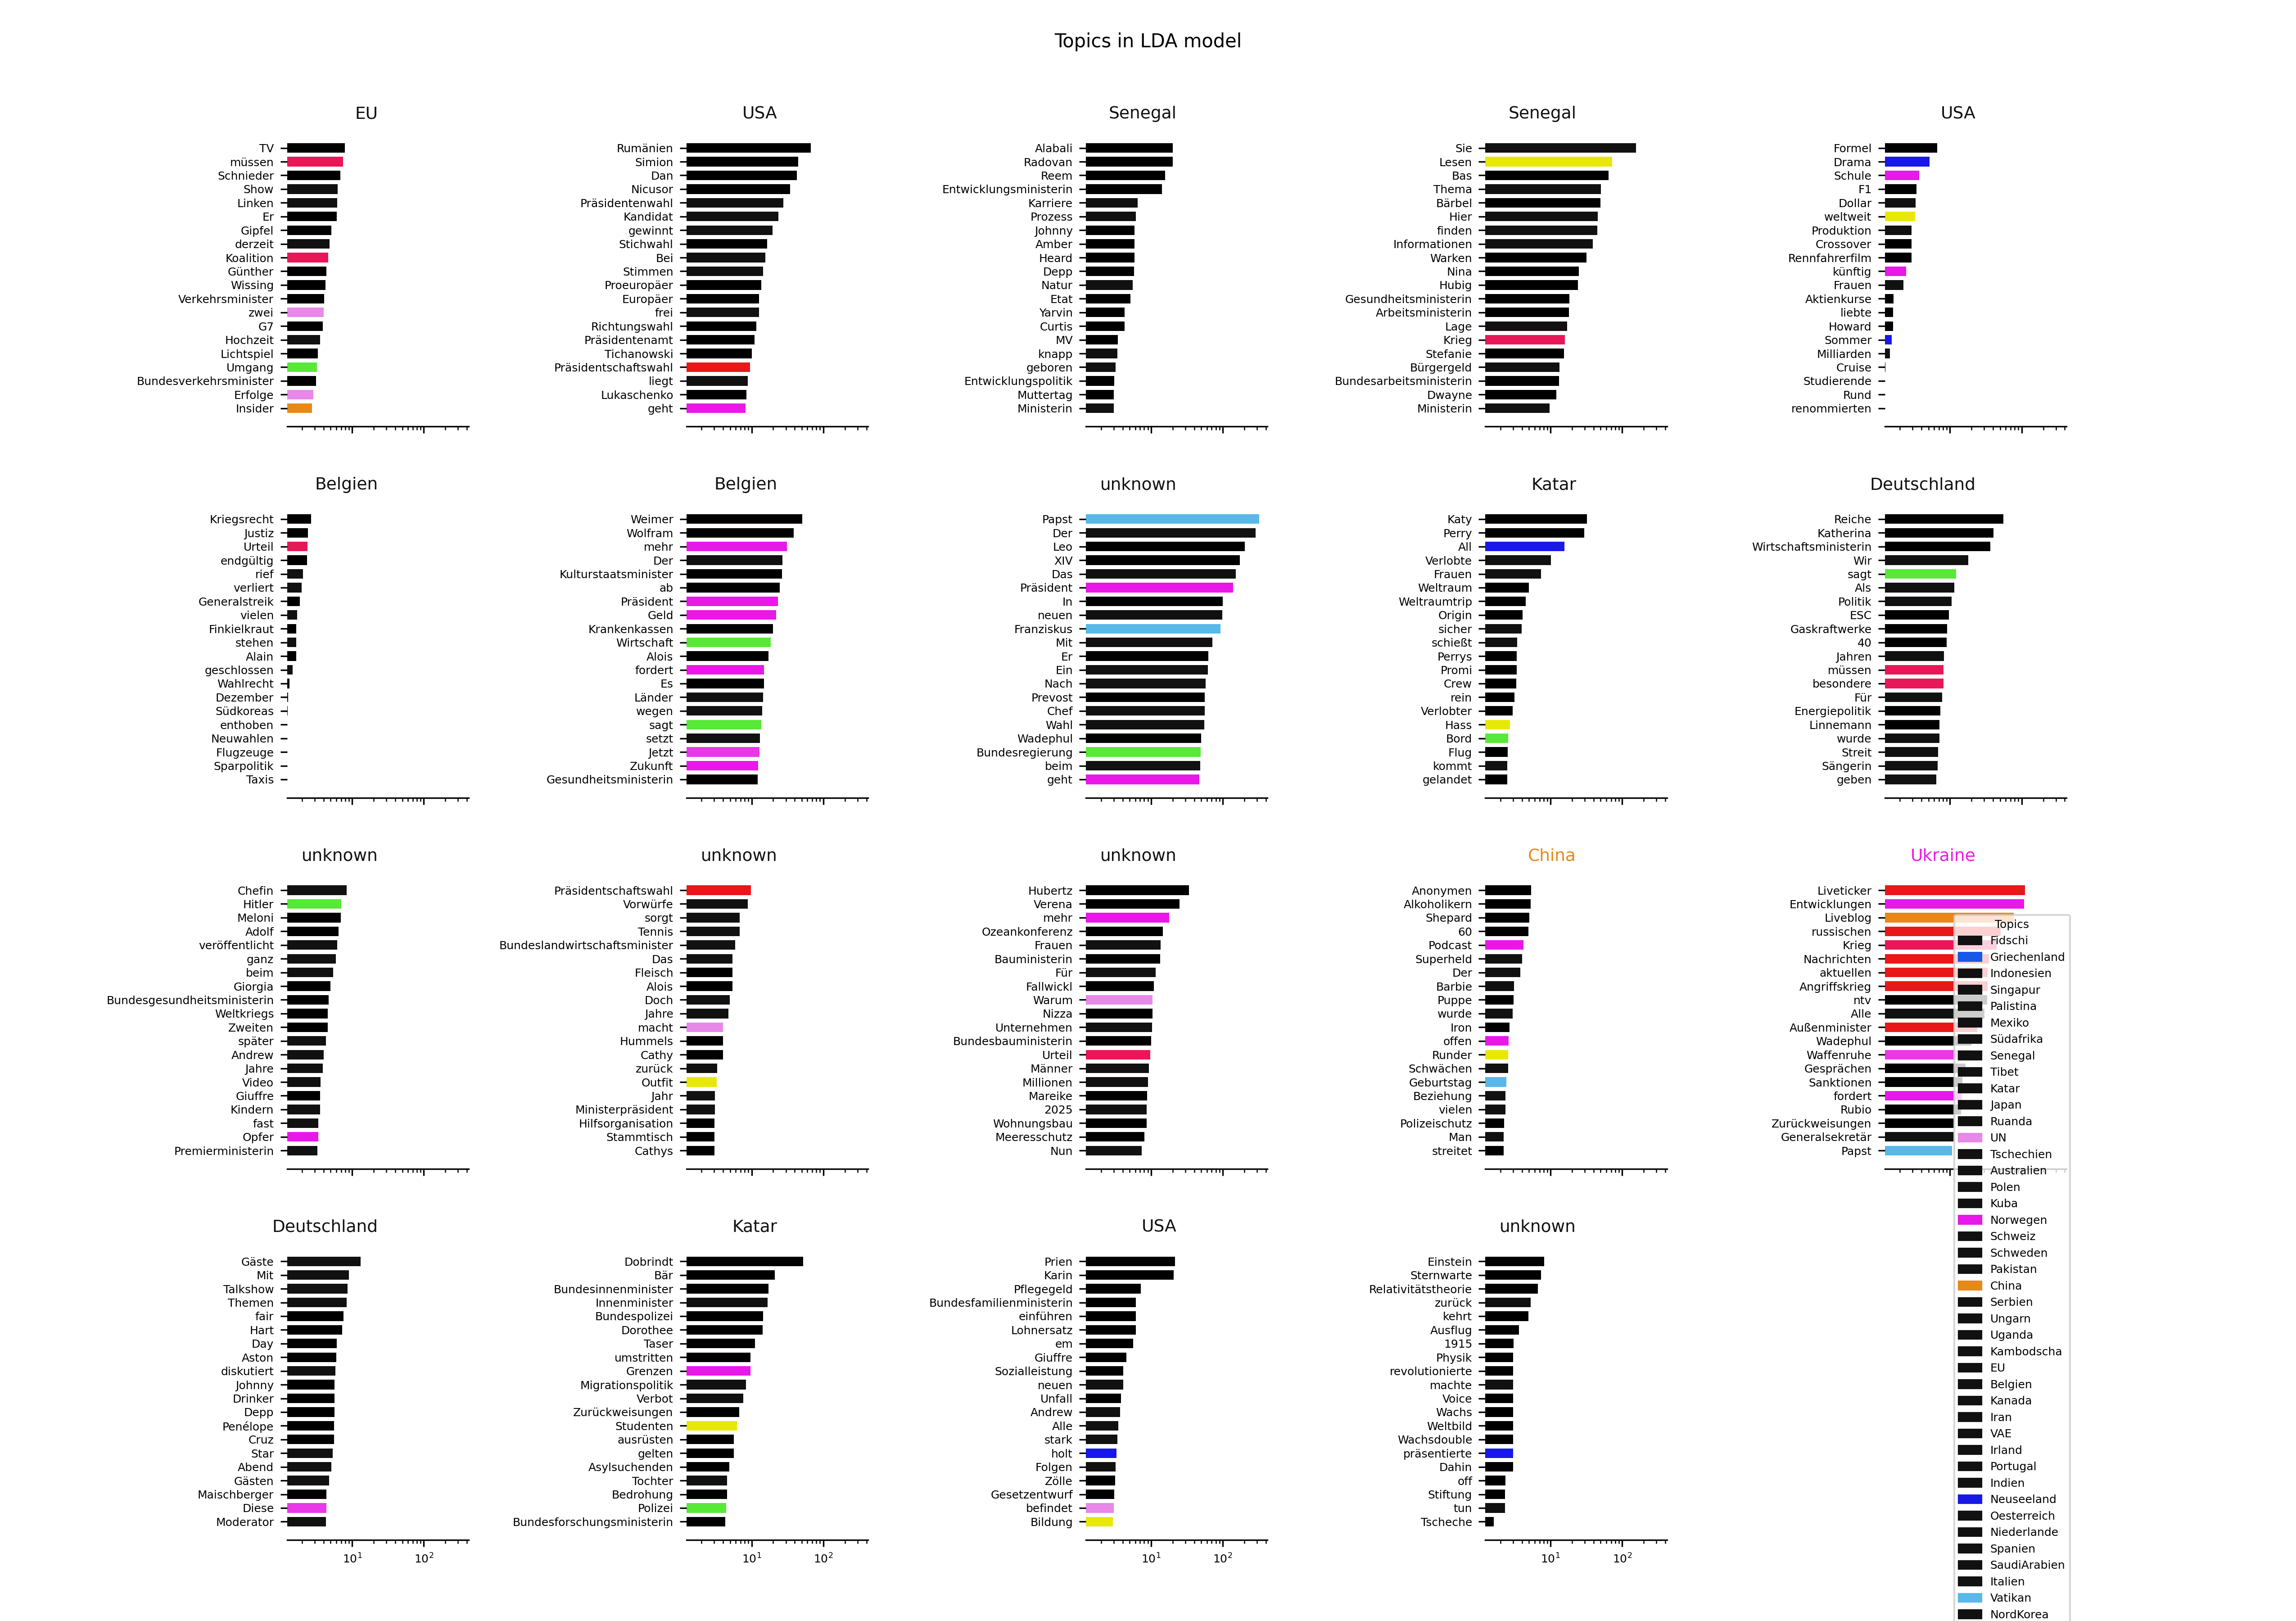 Topics in LDA model
EU
TV
müssen
Schnieder
Show
Linken
Er
Gipfel
derzeit
Koalition
Günther
Wissing
Verkehrsminister
zwei
G7
Hochzeit
Lichtspiel
Umgang
Bundesverkehrsminister
Erfolge
Insider
USA
Rumänien
Simion
Dan
Nicusor
Präsidentenwahl
Kandidat
gewinnt
Stichwahl
Bei
Stimmen
Proeuropäer
Europäer
frei
Richtungswahl
Präsidentenamt
Tichanowski
Präsidentschaftswahl
liegt
Lukaschenko
geht
Senegal
Alabali
Radovan
Reem
Entwicklungsministerin
Karriere
Prozess
Johnny
Amber
Heard
Depp
Natur
Etat
Yarvin
Curtis
MV
knapp
geboren
Entwicklungspolitik
Muttertag
Ministerin
Senegal
Sie
Lesen
Bas
Thema
Bärbel
Hier
finden
Informationen
Warken
Nina
Hubig
Gesundheitsministerin
Arbeitsministerin
Lage
Krieg
Stefanie
Bürgergeld
Bundesarbeitsministerin
Dwayne
Ministerin
USA
Formel
Drama
Schule
F1
Dollar
weltweit
Produktion
Crossover
Rennfahrerfilm
künftig
Frauen
Aktienkurse
liebte
Howard
Sommer
Milliarden
Cruise
Studierende
Rund
renommierten
Belgien
Kriegsrecht
Justiz
Urteil
endgültig
rief
verliert
Generalstreik
vielen
Finkielkraut
stehen
Alain
geschlossen
Wahlrecht
Dezember
Südkoreas
enthoben
Neuwahlen
Flugzeuge
Sparpolitik
Taxis
Belgien
Weimer
Wolfram
mehr
Der
Kulturstaatsminister
ab
Präsident
Geld
Krankenkassen
Wirtschaft
Alois
fordert
Es
Länder
wegen
sagt
setzt
Jetzt
Zukunft
Gesundheitsministerin
unknown
Papst
Der
Leo
XIV
Das
Präsident
In
neuen
Franziskus
Mit
Er
Ein
Nach
Prevost
Chef
Wahl
Wadephul
Bundesregierung
beim
geht
Katar
Katy
Perry
All
Verlobte
Frauen
Weltraum
Weltraumtrip
Origin
sicher
schießt
Perrys
Promi
Crew
rein
Verlobter
Hass
Bord
Flug
kommt
gelandet
Deutschland
Reiche
Katherina
Wirtschaftsministerin
Wir
sagt
Als
Politik
ESC
Gaskraftwerke
40
Jahren
müssen
besondere
Für
Energiepolitik
Linnemann
wurde
Streit
Sängerin
geben
unknown
Chefin
Hitler
Meloni
Adolf
veröffentlicht
ganz
beim
Giorgia
Bundesgesundheitsministerin
Weltkriegs
Zweiten
später
Andrew
Jahre
Video
Giuffre
Kindern
fast
Opfer
Premierministerin
unknown
Präsidentschaftswahl
Vorwürfe
sorgt
Tennis
Bundeslandwirtschaftsminister
Das
Fleisch
Alois
Doch
Jahre
macht
Hummels
Cathy
zurück
Outfit
Jahr
Ministerpräsident
Hilfsorganisation
Stammtisch
Cathys
unknown
Hubertz
Verena
mehr
Ozeankonferenz
Frauen
Bauministerin
Für
Fallwickl
Warum
Nizza
Unternehmen
Bundesbauministerin
Urteil
Männer
Millionen
Mareike
2025
Wohnungsbau
Meeresschutz
Nun
China
Anonymen
Alkoholikern
Shepard
60
Podcast
Superheld
Der
Barbie
Puppe
wurde
Iron
offen
Runder
Schwächen
Geburtstag
Beziehung
vielen
Polizeischutz
Man
streitet
Ukraine
Liveticker
Entwicklungen
Liveblog
russischen
Krieg
Nachrichten
aktuellen
Angriffskrieg
ntv
Alle
Außenminister
Wadephul
Waffenruhe
Gesprächen
Sanktionen
fordert
Rubio
Zurückweisungen
Generalsekretär
Papst
Deutschland
Gäste
Mit
Talkshow
Themen
fair
Hart
Day
Aston
diskutiert
Johnny
Drinker
Depp
Penélope
Cruz
Star
Abend
Gästen
Maischberger
Diese
Moderator
10¹
10²
Katar
Dobrindt
Bär
Bundesinnenminister
Innenminister
Bundespolizei
Dorothee
Taser
umstritten
Grenzen
Migrationspolitik
Verbot
Zurückweisungen
Studenten
ausrüsten
gelten
Asylsuchenden
Tochter
Bedrohung
Polizei
Bundesforschungsministerin
10¹
10²
USA
Prien
Karin
Pflegegeld
Bundesfamilienministerin
einführen
Lohnersatz
em
Giuffre
Sozialleistung
neuen
Unfall
Andrew
Alle
stark
holt
Folgen
Zölle
Gesetzentwurf
befindet
Bildung
10¹
10²
unknown
Einstein
Sternwarte
Relativitätstheorie
zurück
kehrt
Ausflug
1915
Physik
revolutionierte
machte
Voice
Wachs
Weltbild
Wachsdouble
präsentierte
Dahin
off
Stiftung
tun
Tscheche
10¹
10²
Topics
Fidschi
Griechenland
Indonesien
Singapur
Palistina
Mexiko
Südafrika
Senegal
Tibet
Katar
Japan
Ruanda
UN
Tschechien
Australien
Polen
Kuba
Norwegen
Schweiz
Schweden
Pakistan
China
Serbien
Ungarn
Uganda
Kambodscha
EU
Belgien
Kanada
Iran
VAE
Irland
Portugal
Indien
Neuseeland
Oesterreich
Niederlande
Spanien
SaudiArabien
Italien
Vatikan
NordKorea